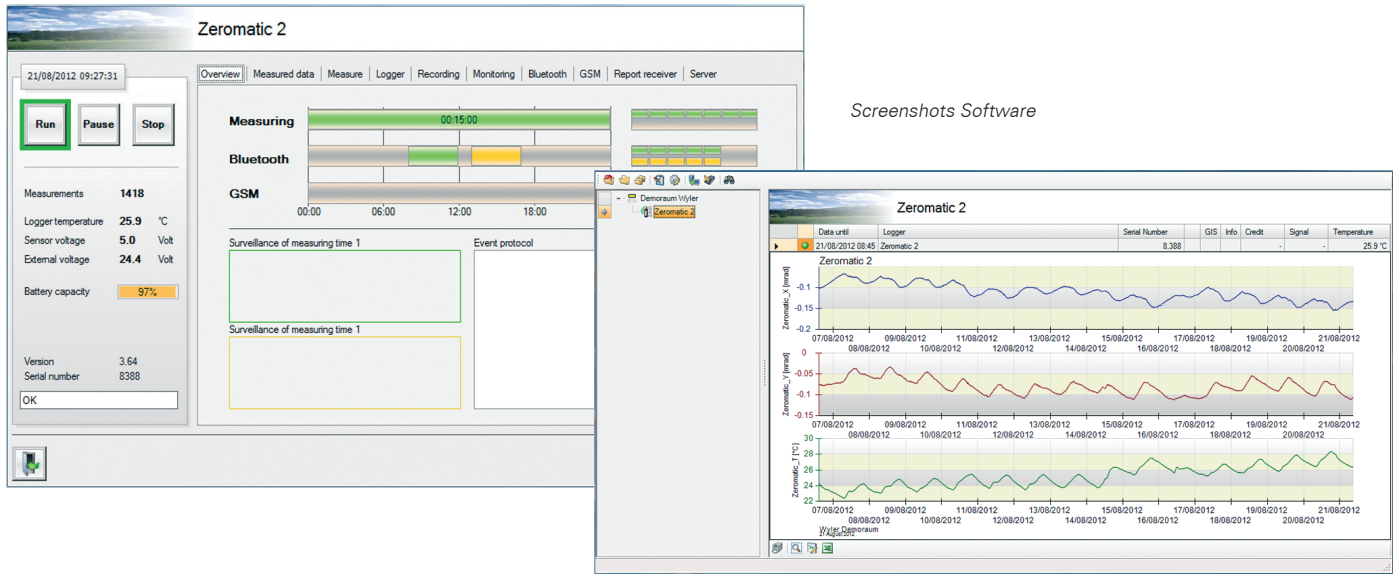 Zeromatic 2
21/08/2012 09:27:31
Run Pause Stop
Measurements 1418
Logger temperature 25.9 °C
Sensor voltage 5.0 Volt
External voltage 24.4 Volt
Battery capacity 97%
Version 3.64
Serial number 8388
OK
Overview Measured data Measure Logger Recording Monitoring Bluetooth GSM Report receiver Server
Measuring 00:15:00
Bluetooth
GSM
00:00 06:00 12:00 18:00
Surveillance of measuring time 1 Event protocol
Surveillance of measuring time 1
Screenshots Software
Demoraum Wyler
Zeromatic 2
Zeromatic 2
Data until Logger Serial Number GIS Info Credit Signal Temperature
21/08/2012 08:45 Zeromatic 2 8.388 - - 25.9 °C
Zeromatic 2
Zeromatic_X [mrad]
-0.1
-0.15
-0.2
07/08/2012 09/08/2012 11/08/2012 13/08/2012 15/08/2012 17/08/2012 19/08/2012 21/08/2012
08/08/2012 10/08/2012 12/08/2012 14/08/2012 16/08/2012 18/08/2012 20/08/2012
Zeromatic_Y [mrad]
0
-0.05
-0.1
-0.15
07/08/2012 09/08/2012 11/08/2012 13/08/2012 15/08/2012 17/08/2012 19/08/2012 21/08/2012
08/08/2012 10/08/2012 12/08/2012 14/08/2012 16/08/2012 18/08/2012 20/08/2012
Zeromatic_T [°C]
30
28
26
24
22
07/08/2012 09/08/2012 11/08/2012 13/08/2012 15/08/2012 17/08/2012 19/08/2012 21/08/2012
08/08/2012 10/08/2012 12/08/2012 14/08/2012 16/08/2012 18/08/2012 20/08/2012
Wyler Demoraum
21 August 2012